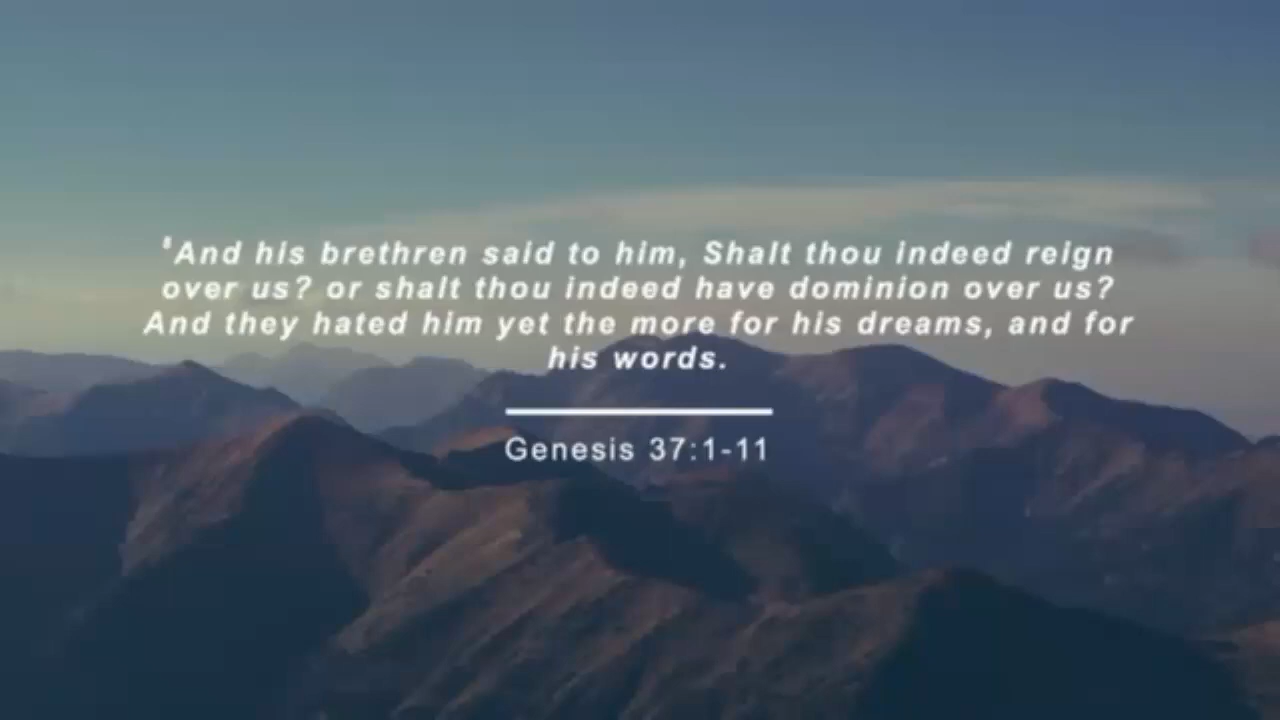 'And his brethren said to him, Shalt thou indeed reign
over us? or shalt thou indeed have dominion over us?
And they hated him yet the more for his dreams, and for
his words.
Genesis 37:1-11